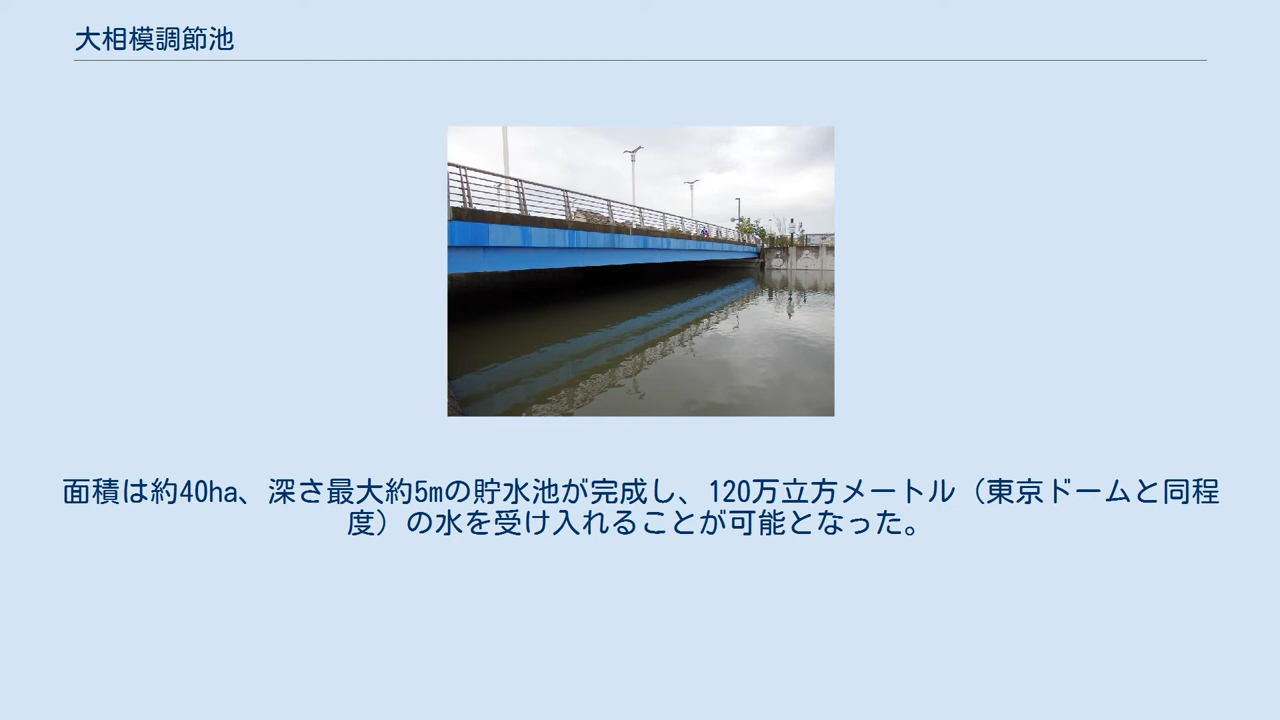 大相模調節池
面積は約40ha、深さ最大約5mの貯水池が完成し、120万立方メートル（東京ドームと同程
度）の水を受け入れることが可能となった。